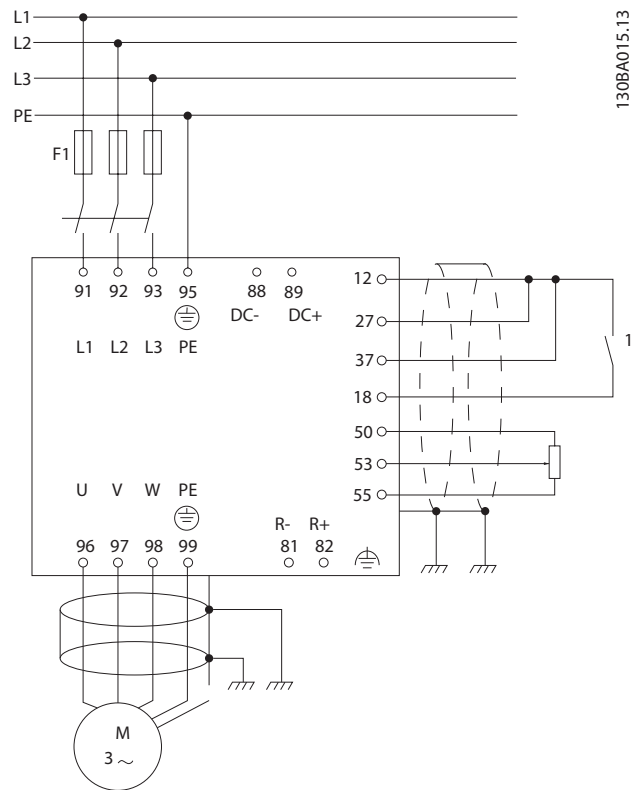 L1
L2
L3
PE
130BA015.13
F1
91 92 93 95 88 89
DC- DC+
L1 L2 L3 PE
12
27
37
18
50
53
55
1
U V W PE
R- R+
96 97 98 99 81 82
M
3 ~